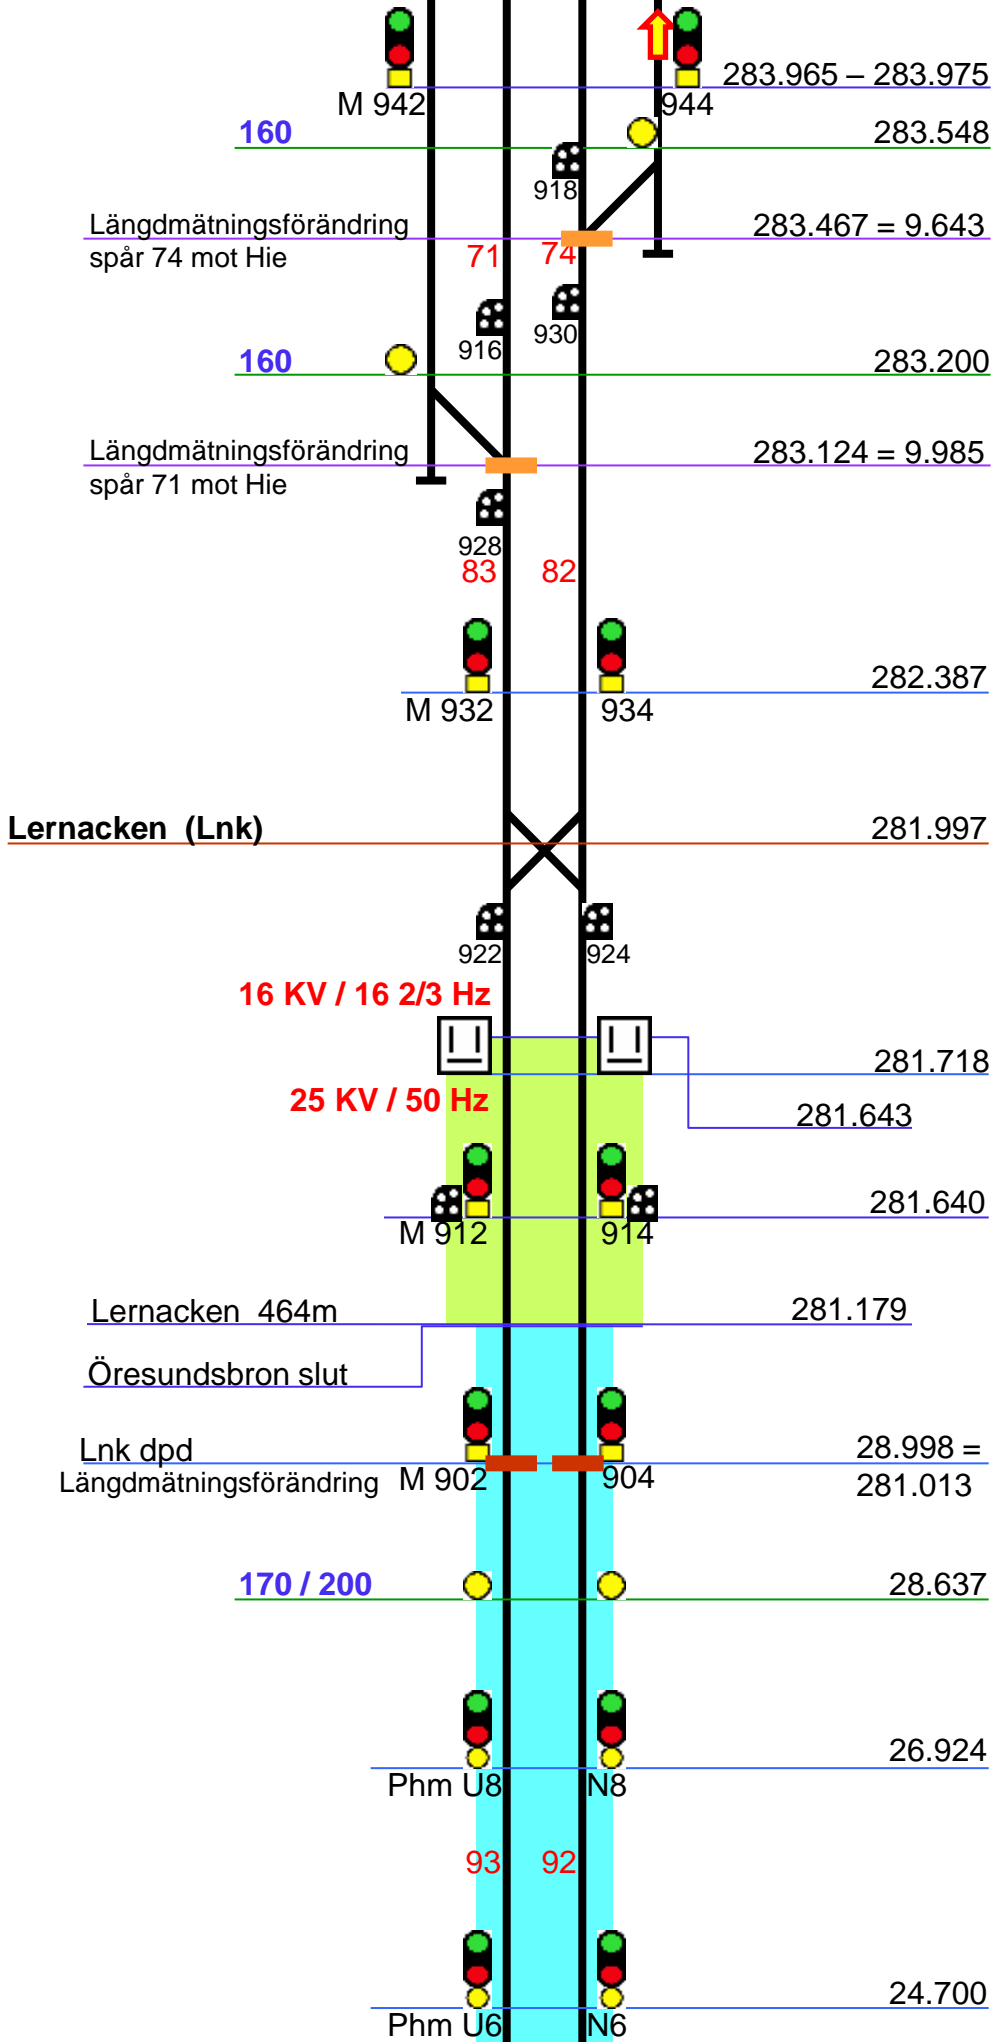 283.965 – 283.975
M 942
944
160
283.548
918
Längdmätningsförändring
283.467 = 9.643
spår 74 mot Hie
71
74
930
916
160
283.200
Längdmätningsförändring
283.124 = 9.985
spår 71 mot Hie
928
83
82
282.387
M 932
934
Lernacken (Lnk)
281.997
922
924
16 KV / 16 2/3 Hz
281.718
25 KV / 50 Hz
281.643
281.640
M 912
914
Lernacken 464m
281.179
Öresundsbron slut
Lnk dpd
28.998 =
Längdmätningsförändring
M 902
904
281.013
170 / 200
28.637
26.924
Phm U8
N8
93
92
24.700
Phm U6
N6